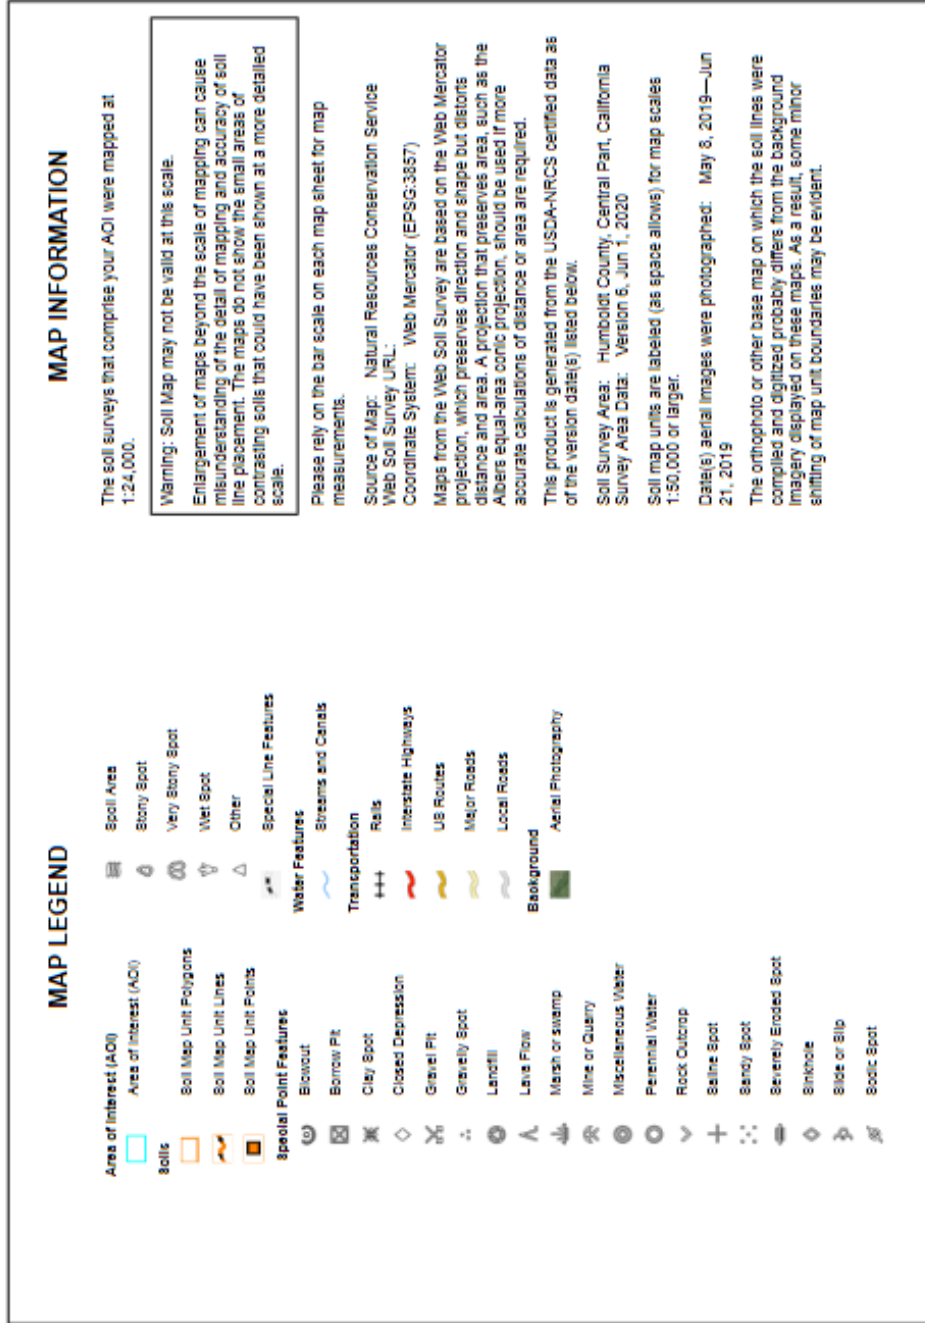 MAP LEGEND
Area of Interest (AOI)
Area of Interest (AOI)
Soils
Soil Map Unit Polygons
Soil Map Unit Lines
Soil Map Unit Points
Special Point Features
Blowout
Borrow Pit
Clay Spot
Closed Depression
Gravel Pit
Gravelly Spot
Landfill
Lava Flow
Marsh or swamp
Mine or Quarry
Miscellaneous Water
Perennial Water
Rock Outcrop
Saline Spot
Sandy Spot
Severely Eroded Spot
Sinkhole
Slide or Slip
Sodic Spot
Spoil Area
Stony Spot
Very Stony Spot
Wet Spot
Other
Special Line Features
Water Features
Streams and Canals
Transportation
Rails
Interstate Highways
US Routes
Major Roads
Local Roads
Background
Aerial Photography
MAP INFORMATION
The soil surveys that comprise your AOI were mapped at
1:24,000.
Warning: Soil Map may not be valid at this scale.
Enlargement of maps beyond the scale of mapping can cause
misunderstanding of the detail of mapping and accuracy of soil
line placement. The maps do not show the small areas of
contrasting soils that could have been shown at a more detailed
scale.
Please rely on the bar scale on each map sheet for map
measurements.
Source of Map: Natural Resources Conservation Service
Web Soil Survey URL:
Coordinate System: Web Mercator (EPSG:3857)
Maps from the Web Soil Survey are based on the Web Mercator
projection, which preserves direction and shape but distorts
distance and area. A projection that preserves area, such as the
Albers equal-area conic projection, should be used if more
accurate calculations of distance or area are required.
This product is generated from the USDA-NRCS certified data as
of the version date(s) listed below.
Soil Survey Area: Humboldt County, Central Part, California
Survey Area Data: Version 6, Jun 1, 2020
Soil map units are labeled (as space allows) for map scales
1:50,000 or larger.
Date(s) aerial images were photographed: May 8, 2019—Jun
21, 2019
The orthophoto or other base map on which the soil lines were
compiled and digitized probably differs from the background
imagery displayed on these maps. As a result, some minor
shifting of map unit boundaries may be evident.